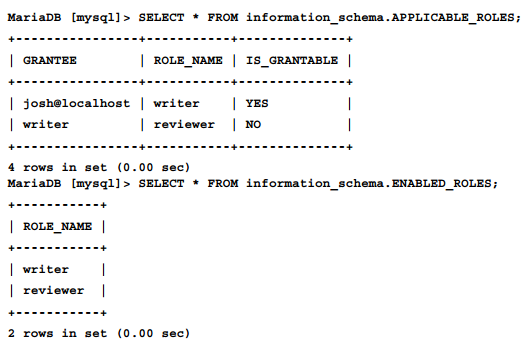 MariaDB [mysql]> SELECT * FROM information_schema.APPLICABLE_ROLES;
+----------------+-----------+--------------+
| GRANTEE        | ROLE_NAME | IS_GRANTABLE |
+----------------+-----------+--------------+
| josh@localhost | writer    | YES          |
| writer         | reviewer  | NO           |
+----------------+-----------+--------------+
4 rows in set (0.00 sec)
MariaDB [mysql]> SELECT * FROM information_schema.ENABLED_ROLES;
+-----------+
| ROLE_NAME |
+-----------+
| writer    |
| reviewer  |
+-----------+
2 rows in set (0.00 sec)